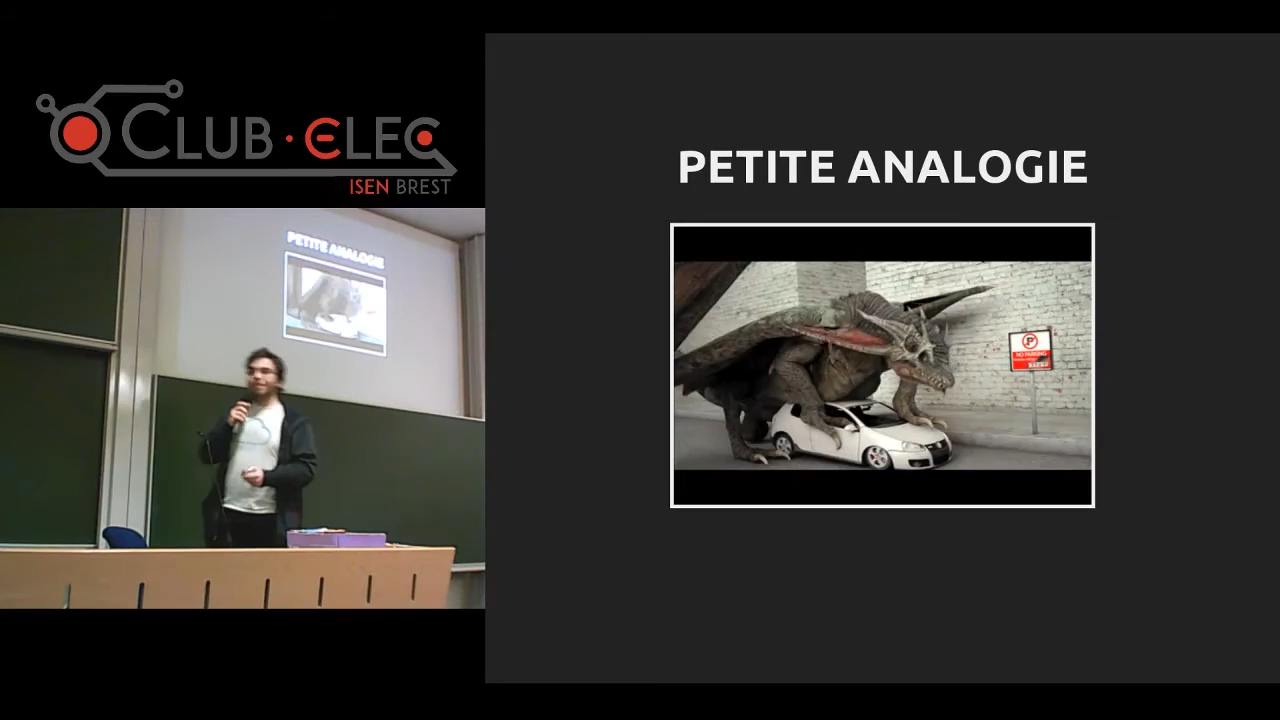 CLUB · ELEC
ISEN BREST
PETITE ANALOGIE
PETITE ANALOGIE
NO PARKING